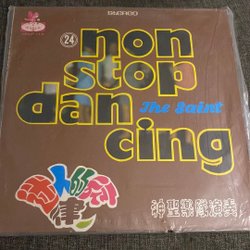 STEREO
24
non
stop
dan
The Saint
cing
神聖樂隊演奏